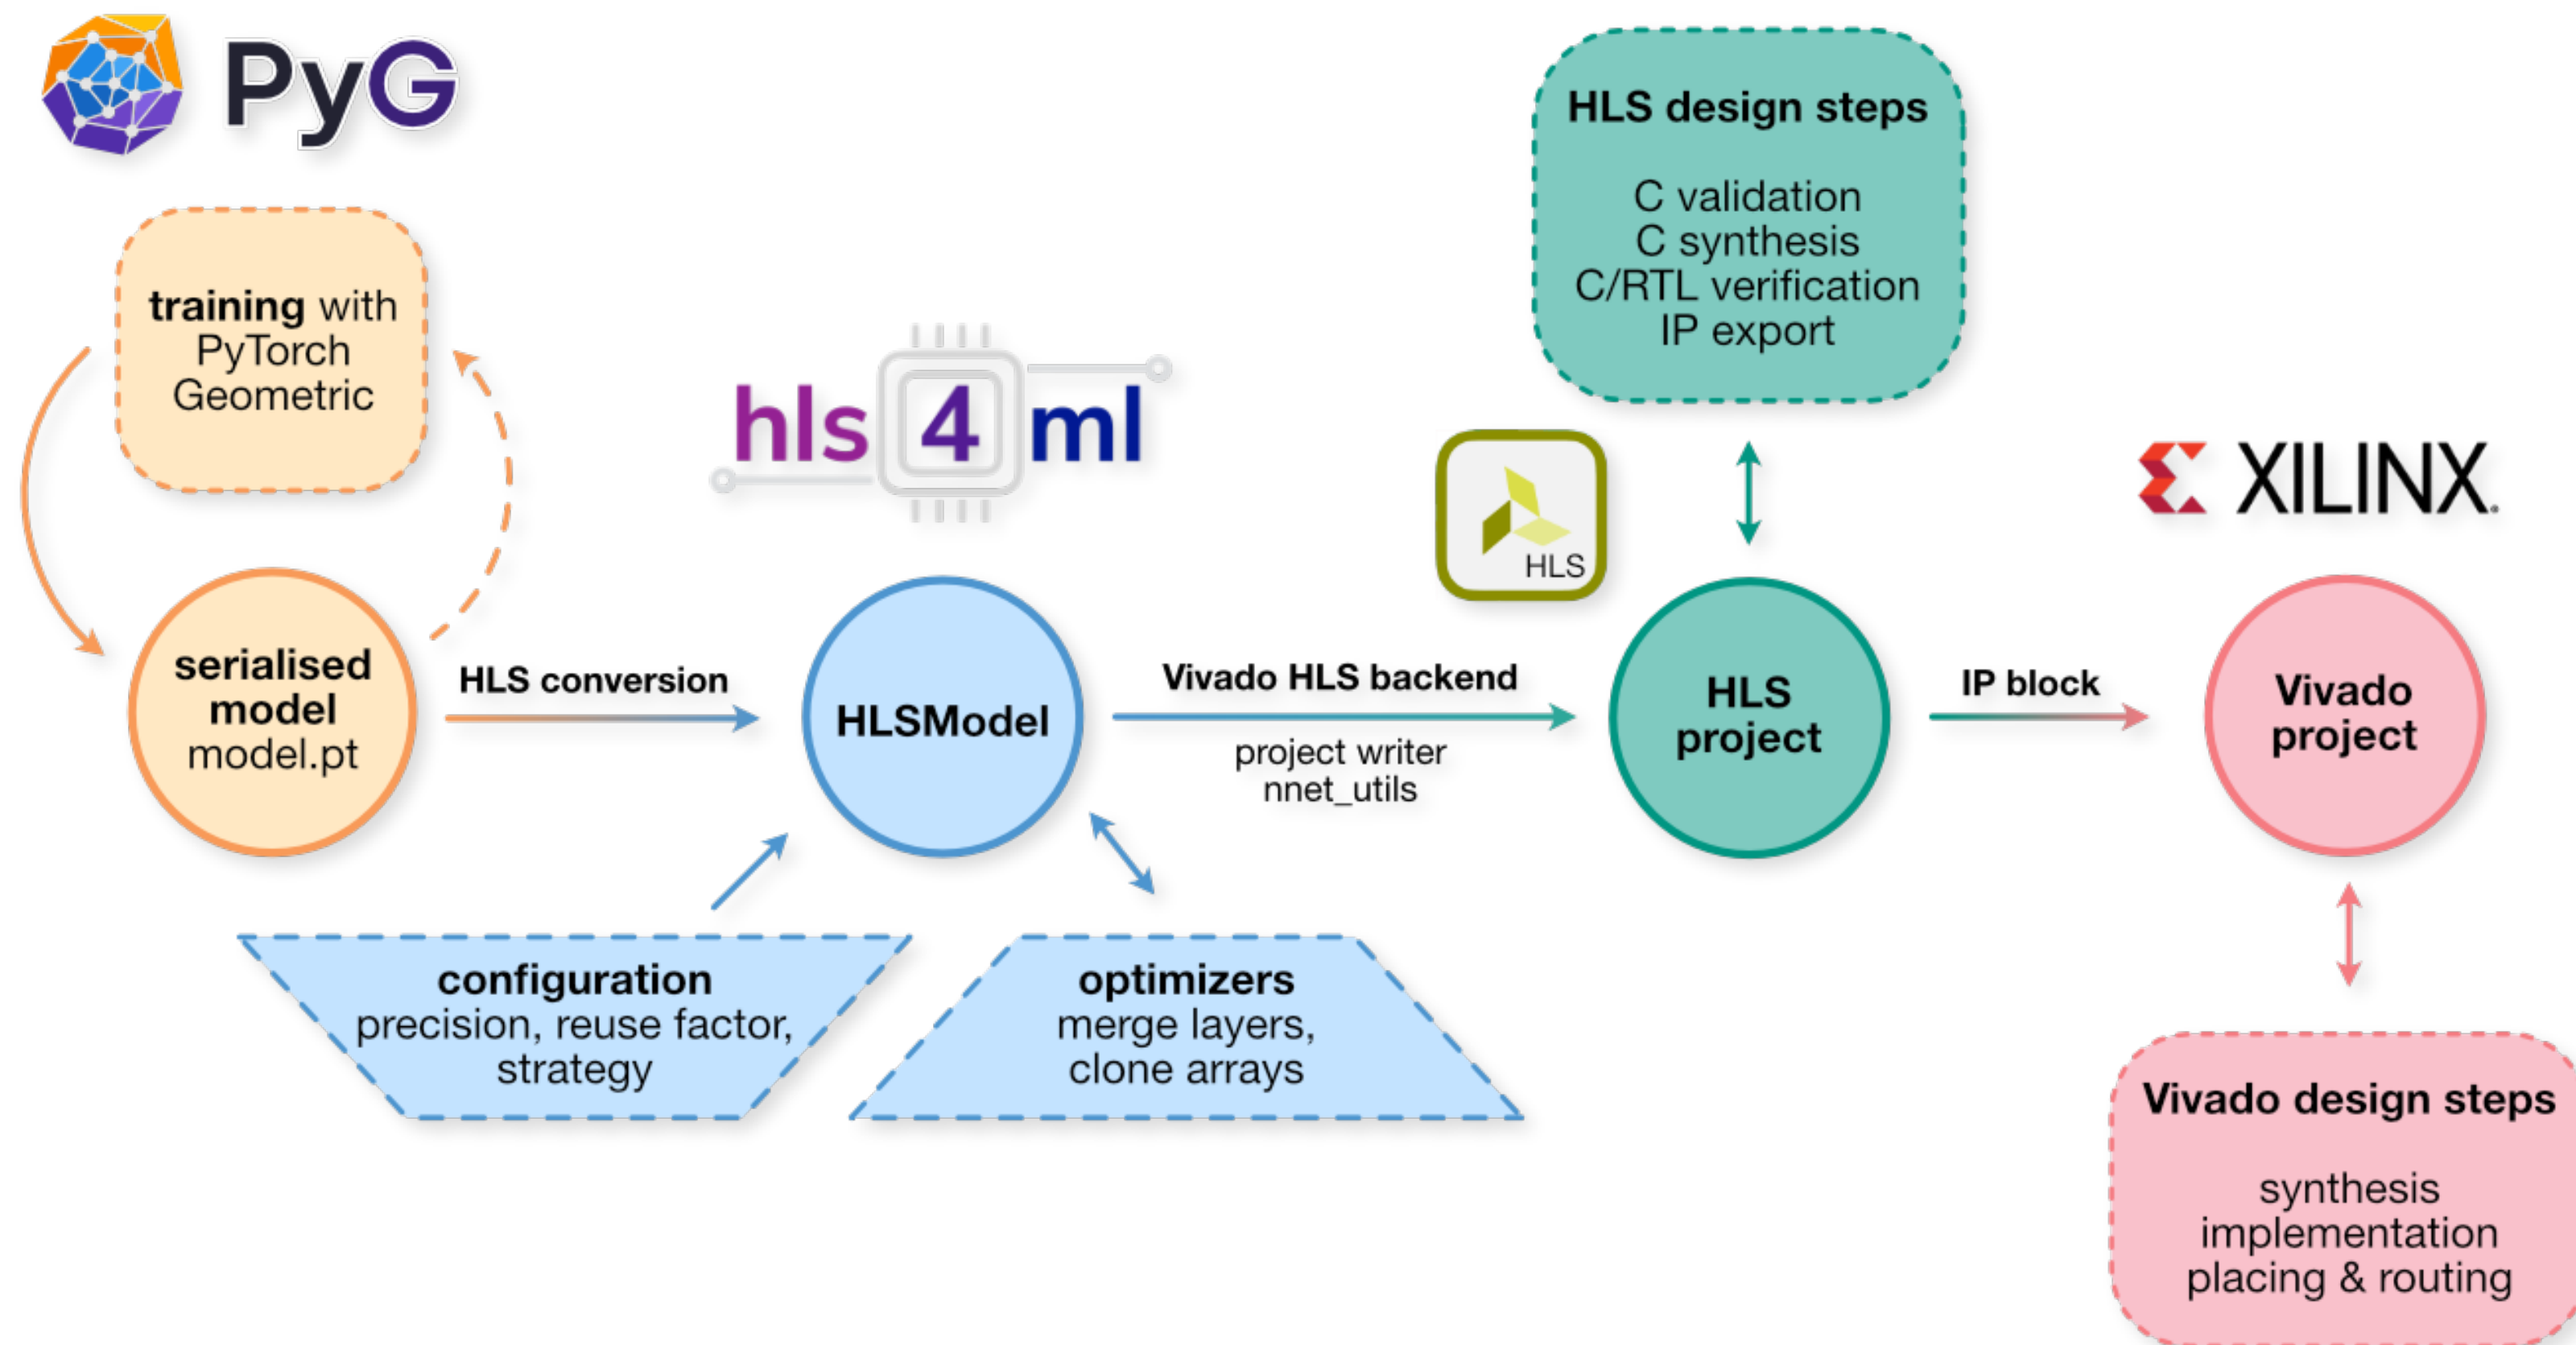 PyG
training with
PyTorch
Geometric
serialised
model
model.pt
HLS conversion
hls 4 ml
HLSModel
configuration
precision, reuse factor,
strategy
optimizers
merge layers,
clone arrays
Vivado HLS backend
project writer
nnet_utils
HLS design steps
C validation
C synthesis
C/RTL verification
IP export
HLS
HLS
project
IP block
XILINX.
Vivado
project
Vivado design steps
synthesis
implementation
placing & routing